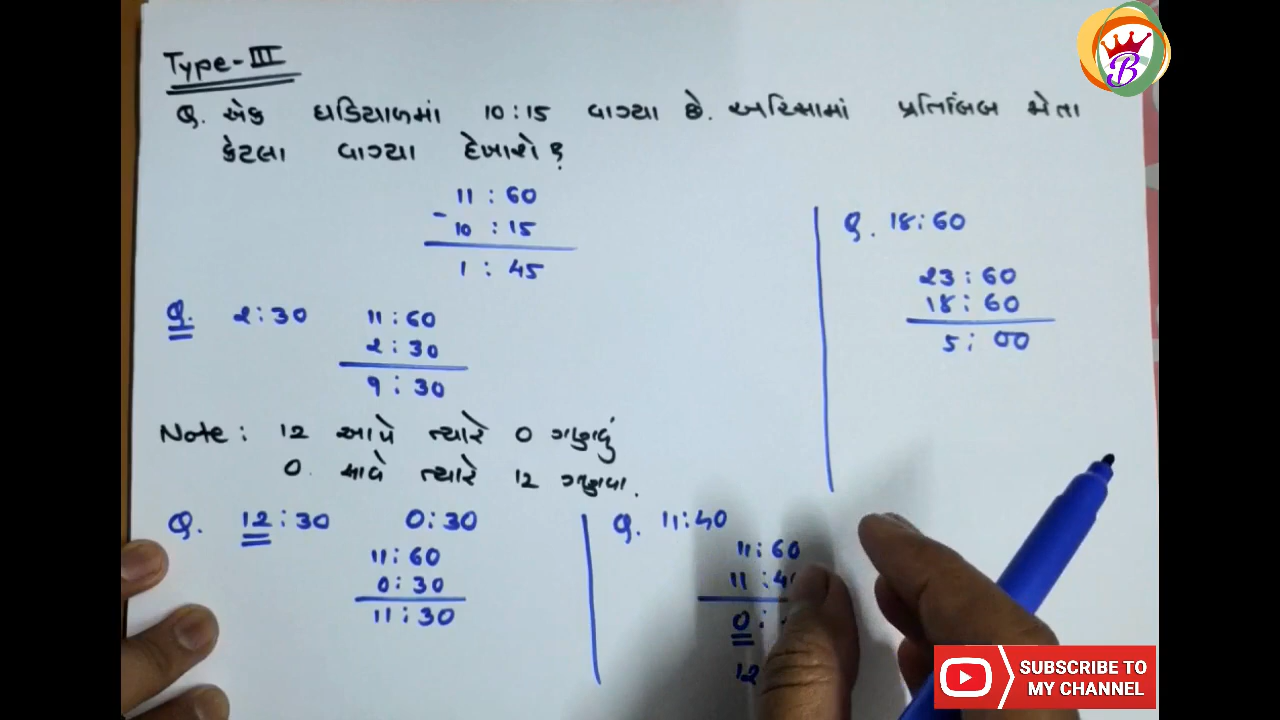 Type-III
Q. એક ઘડિયાળમાં 10:15 વાગ્યા છે. અરિસામાં પ્રતિબિંબ જોતા
કેટલા વાગ્યા દેખાશે?
11 : 60
- 10 : 15
1 : 45
Q. 2:30
11:60
2:30
9:30
Note: 12 આવે ત્યારે 0 ગણવું
0 આવે ત્યારે 12 ગણવા.
Q. 12:30 0:30
11:60
0:30
11:30
Q. 11:40
11:60
11:4
0:
12
Q. 18:60
23:60
18:60
5:00
B
SUBSCRIBE TO
MY CHANNEL